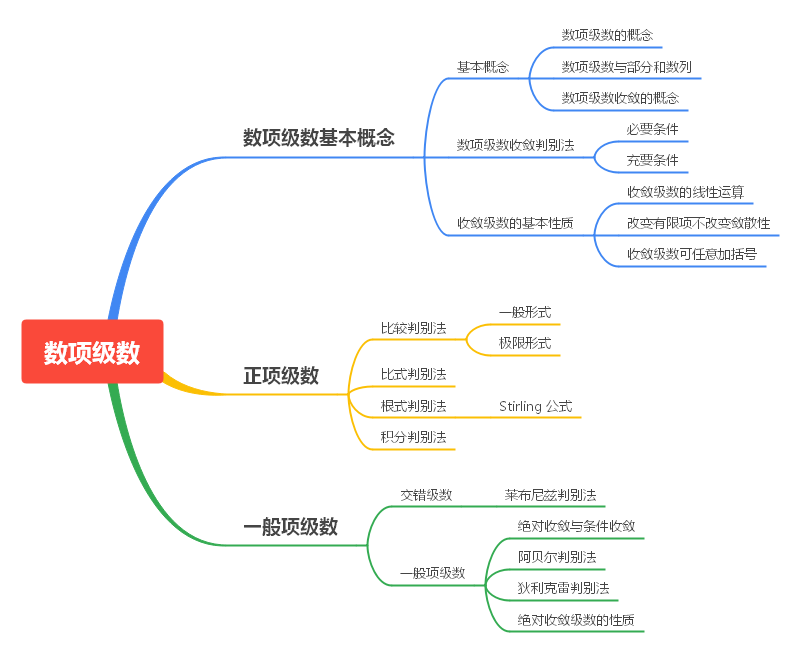 数项级数
数项级数基本概念
基本概念
数项级数的概念
数项级数与部分和数列
数项级数收敛的概念
数项级数收敛判别法
必要条件
充要条件
收敛级数的基本性质
收敛级数的线性运算
改变有限项不改变敛散性
收敛级数可任意加括号
正项级数
比较判别法
一般形式
极限形式
比式判别法
根式判别法
Stirling 公式
积分判别法
一般项级数
交错级数
莱布尼兹判别法
一般项级数
绝对收敛与条件收敛
阿贝尔判别法
狄利克雷判别法
绝对收敛级数的性质